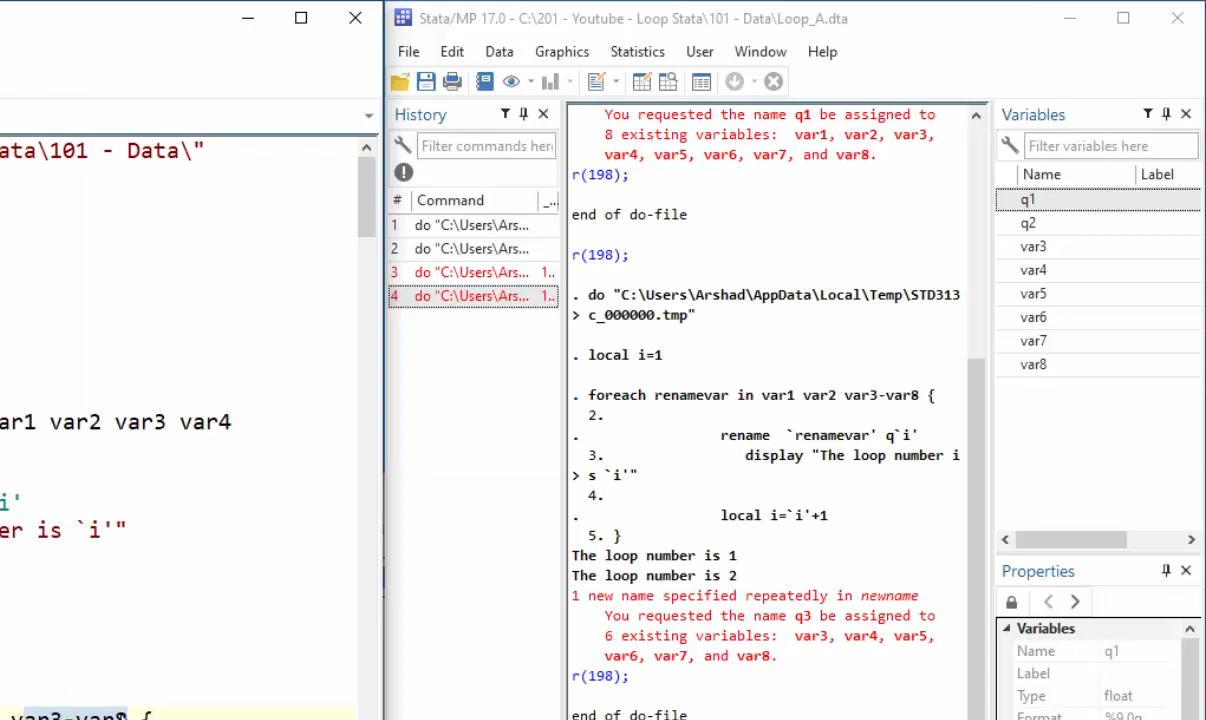 Stata/MP 17.0 - C:\201 - Youtube - Loop Stata\101 - Data\Loop_A.dta
File Edit Data Graphics Statistics User Window Help
ata\101 - Data\"
ar1 var2 var3 var4
i'
er is `i'"
var3-var8 {
History
Filter commands here
# Command _...
1 do "C:\Users\Ars...
2 do "C:\Users\Ars...
3 do "C:\Users\Ars... 1..
4 do "C:\Users\Ars... 1..
You requested the name q1 be assigned to
8 existing variables: var1, var2, var3,
var4, var5, var6, var7, and var8.
r(198);
end of do-file
r(198);
. do "C:\Users\Arshad\AppData\Local\Temp\STD313
> c_000000.tmp"
. local i=1
. foreach renamevar in var1 var2 var3-var8 {
2.
. rename `renamevar' q`i'
3. display "The loop number i
> s `i'"
4.
. local i=`i'+1
5. }
The loop number is 1
The loop number is 2
1 new name specified repeatedly in newname
You requested the name q3 be assigned to
6 existing variables: var3, var4, var5,
var6, var7, and var8.
r(198);
end of do-file
Variables
Filter variables here
Name Label
q1
q2
var3
var4
var5
var6
var7
var8
Properties
Variables
Name q1
Label
Type float
Format %9.0g